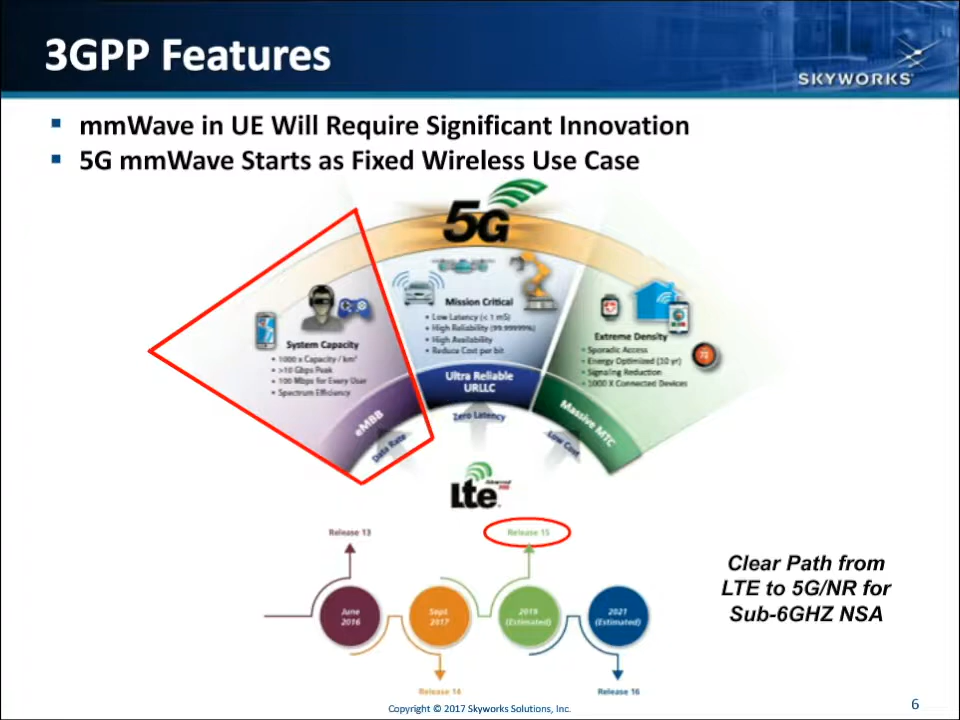 3GPP Features
SKYWORKS
mmWave in UE Will Require Significant Innovation
5G mmWave Starts as Fixed Wireless Use Case
5G
Mission Critical
• Low Latency (< 1 mS)
• High Reliability (99.99999%)
• High Availability
• Reduce Cost per bit
System Capacity
• 1000 x Capacity / km²
• >10 Gbps Peak
• 100 Mbps for Every User
• Spectrum Efficiency
Extreme Density
• Sporadic Access
• Energy Optimized (10 yr)
• Signaling Reduction
• 1000 X Connected Devices
Ultra Reliable
URLLC
eMBB
Massive MTC
Data Rate
Zero Latency
Low Cost
Lte
Advanced
Release 13
Release 15
June
2016
Sept
2017
2019
(Estimated)
2021
(Estimated)
Release 14
Release 16
Clear Path from
LTE to 5G/NR for
Sub-6GHZ NSA
Copyright © 2017 Skyworks Solutions, Inc.
6